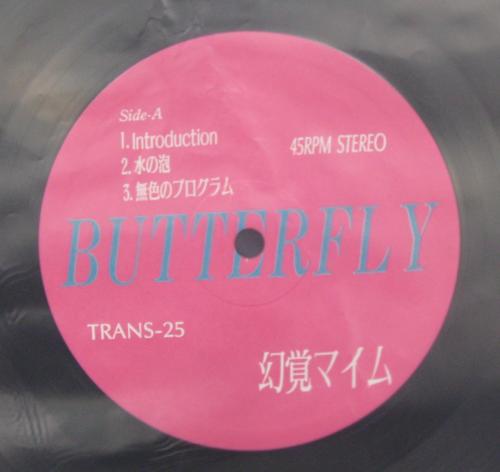 Side-A
1. Introduction
2. 水の泡
3. 無色のプログラム
45RPM STEREO
BUTTERFLY
TRANS-25
幻覚マイム